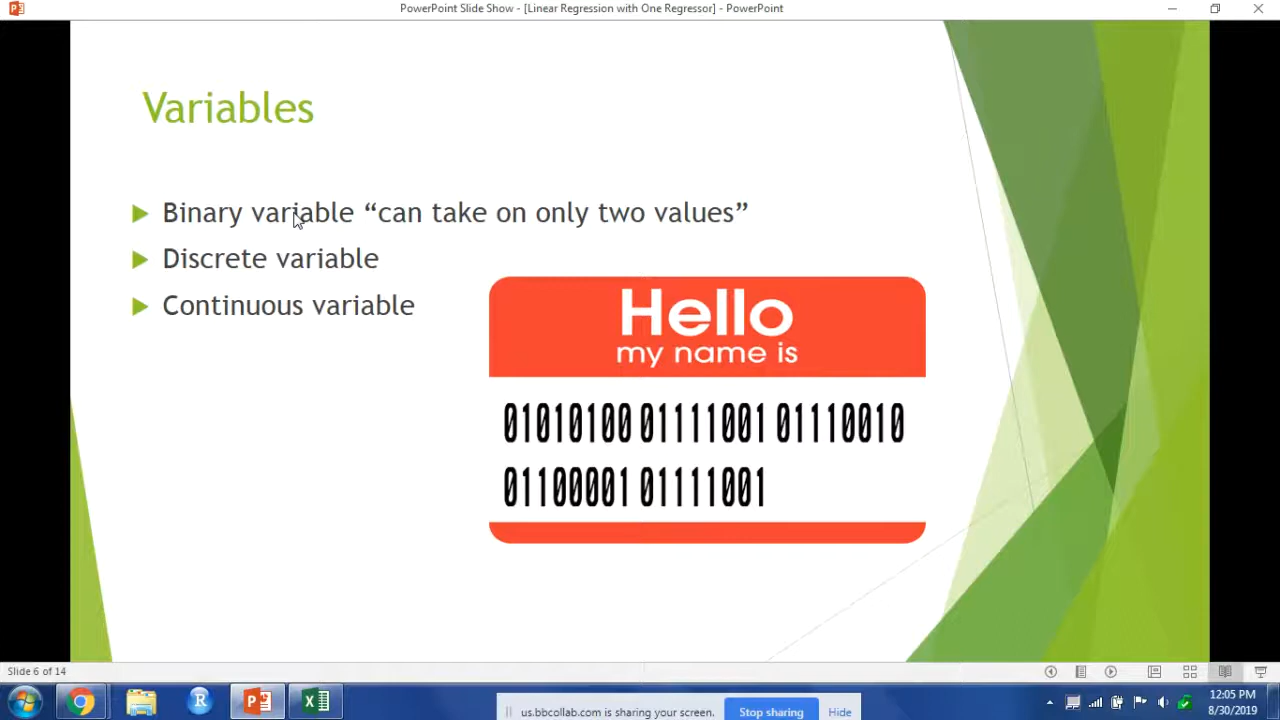 PowerPoint Slide Show - [Linear Regression with One Regressor] - PowerPoint
Variables
Binary variable “can take on only two values”
Discrete variable
Continuous variable
Hello
my name is
01010100 01111001 01110010
01100001 01111001
Slide 6 of 14
us.bbcollab.com is sharing your screen.
Stop sharing
Hide
12:05 PM
8/30/2019